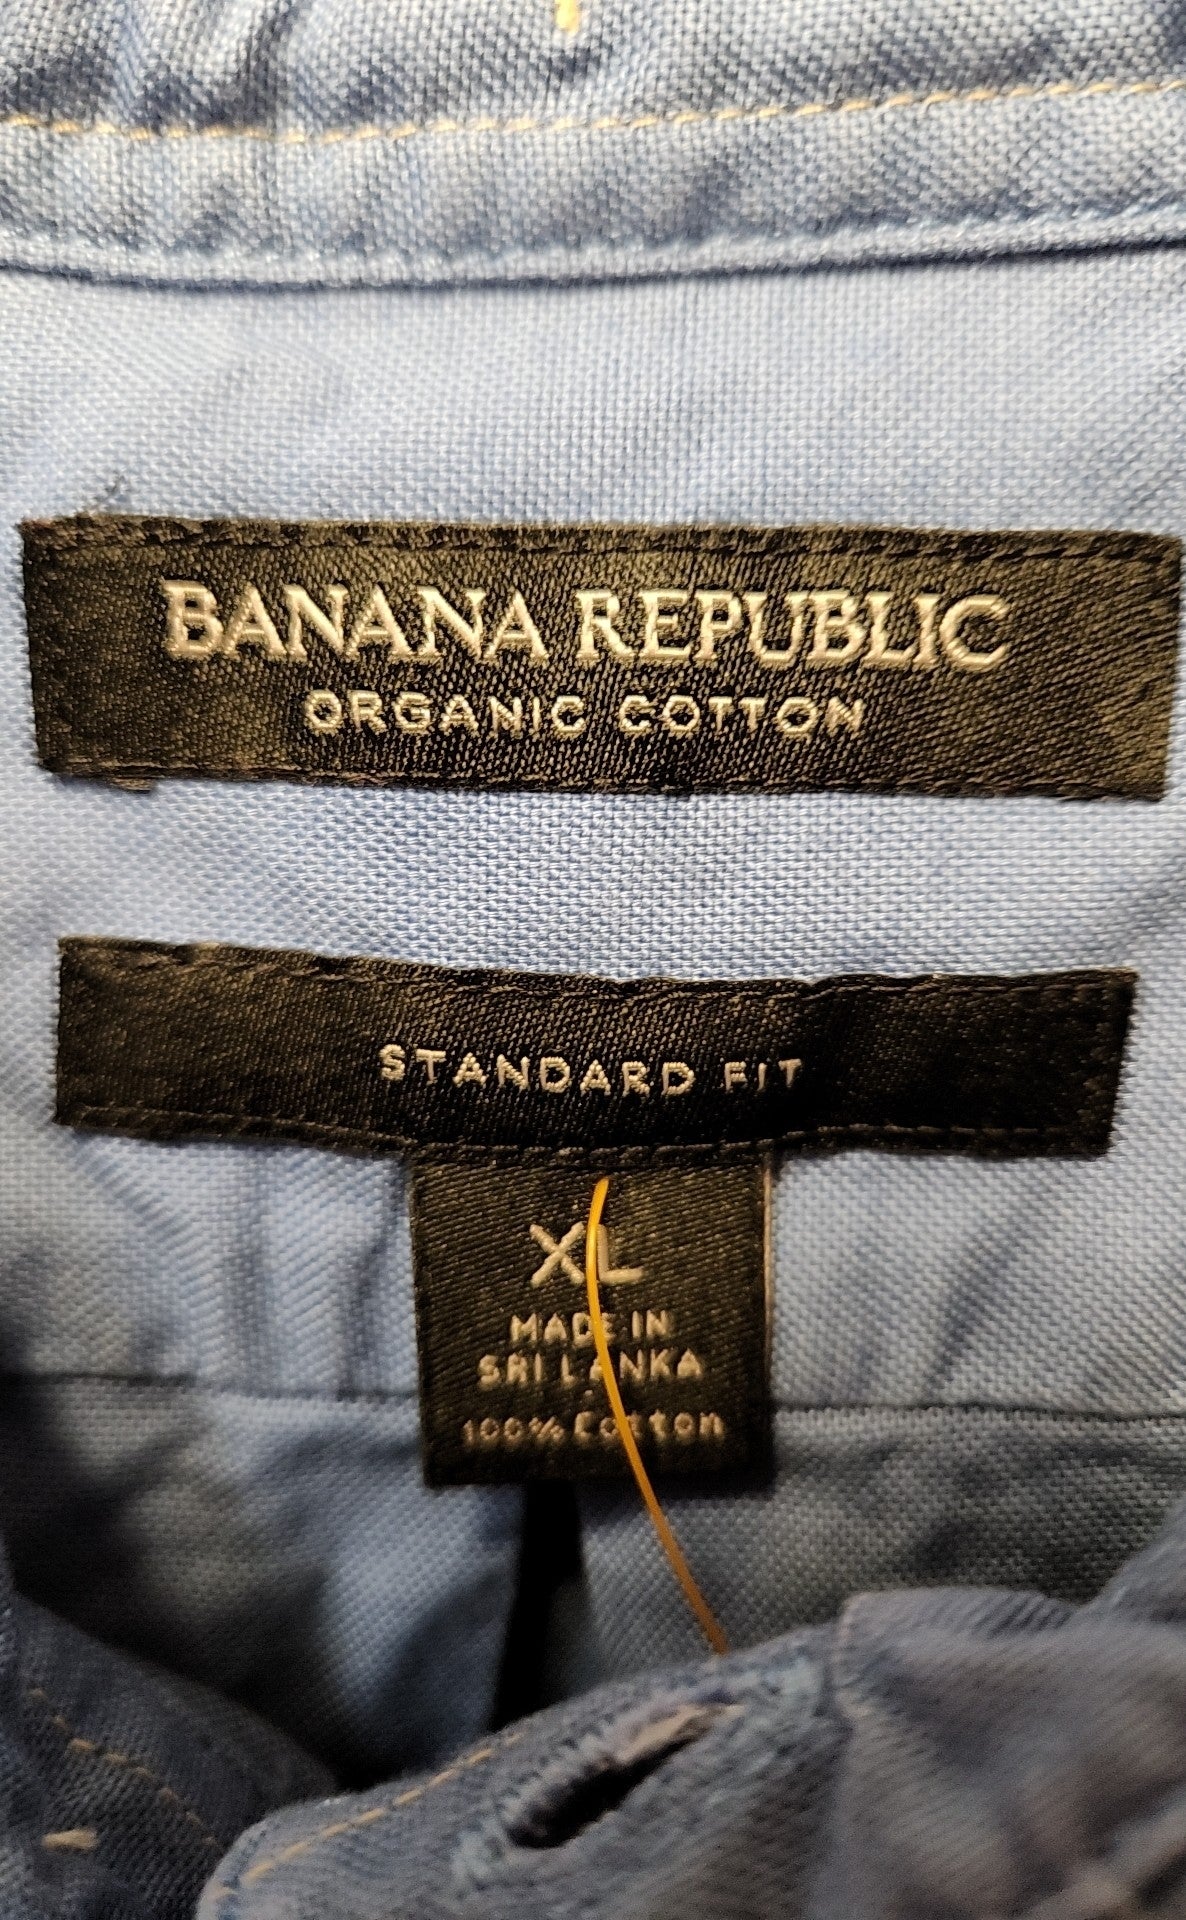 BANANA REPUBLIC
ORGANIC COTTON
STANDARD FIT
XL
MADE IN
SRI LANKA
100% Cotton